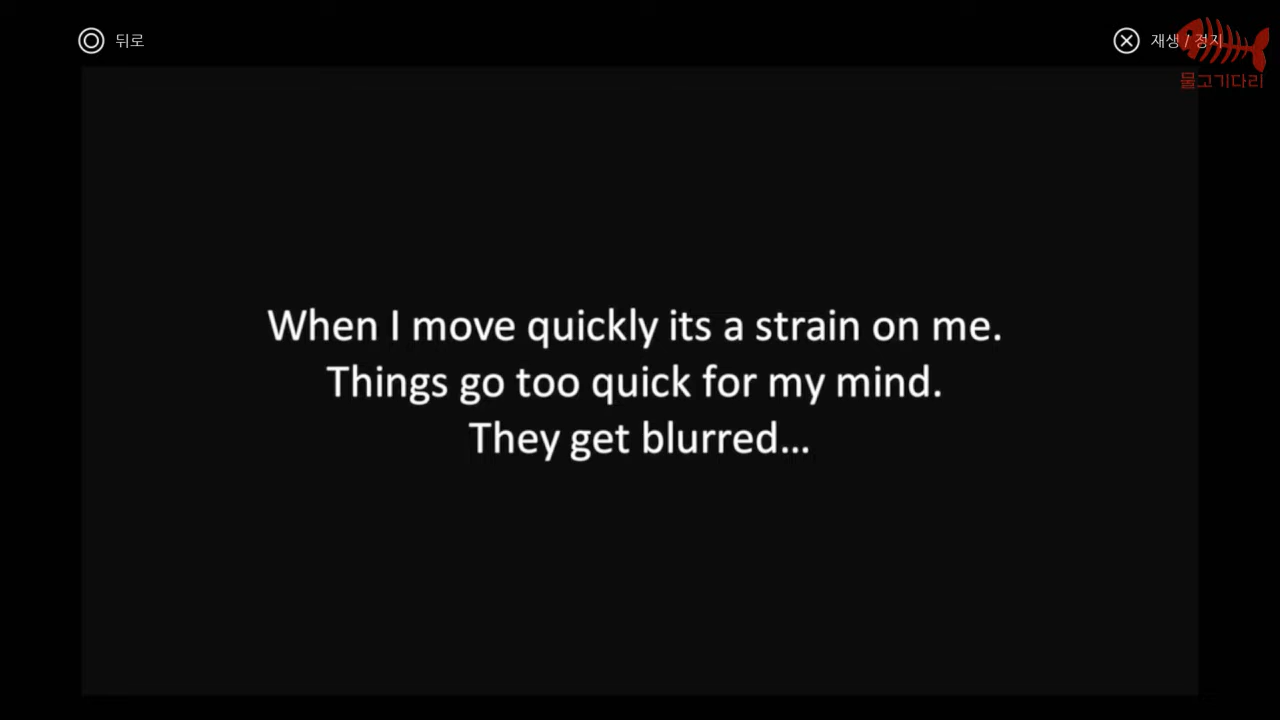 뒤로
재생 / 정지
물고기다리
When I move quickly its a strain on me.
Things go too quick for my mind.
They get blurred...